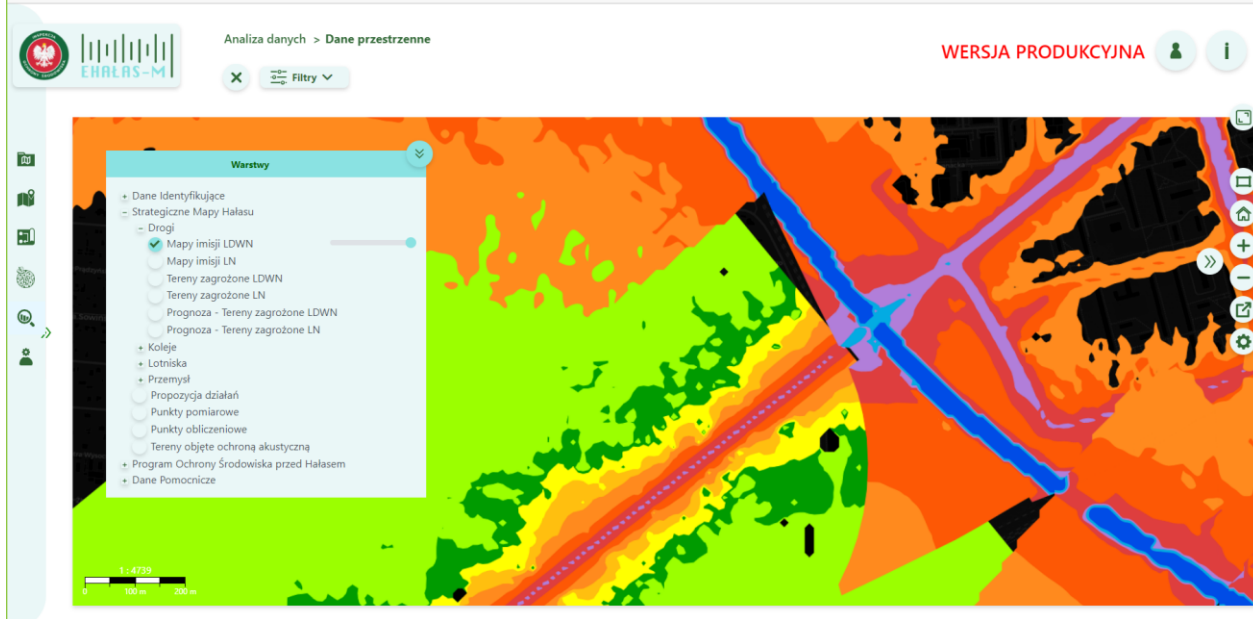 INSPEKCJA
OCHRONY ŚRODOWISKA
EHAŁAS-M
Analiza danych > Dane przestrzenne
Filtry
WERSJA PRODUKCYJNA
i
Warstwy
+ Dane Identyfikujące
- Strategiczne Mapy Hałasu
- Drogi
Mapy imisji LDWN
Mapy imisji LN
Tereny zagrożone LDWN
Tereny zagrożone LN
Prognoza - Tereny zagrożone LDWN
Prognoza - Tereny zagrożone LN
+ Koleje
+ Lotniska
+ Przemysł
Propozycja działań
Punkty pomiarowe
Punkty obliczeniowe
Tereny objęte ochroną akustyczną
+ Program Ochrony Środowiska przed Hałasem
+ Dane Pomocnicze
1 : 4739
0 100 m 200 m